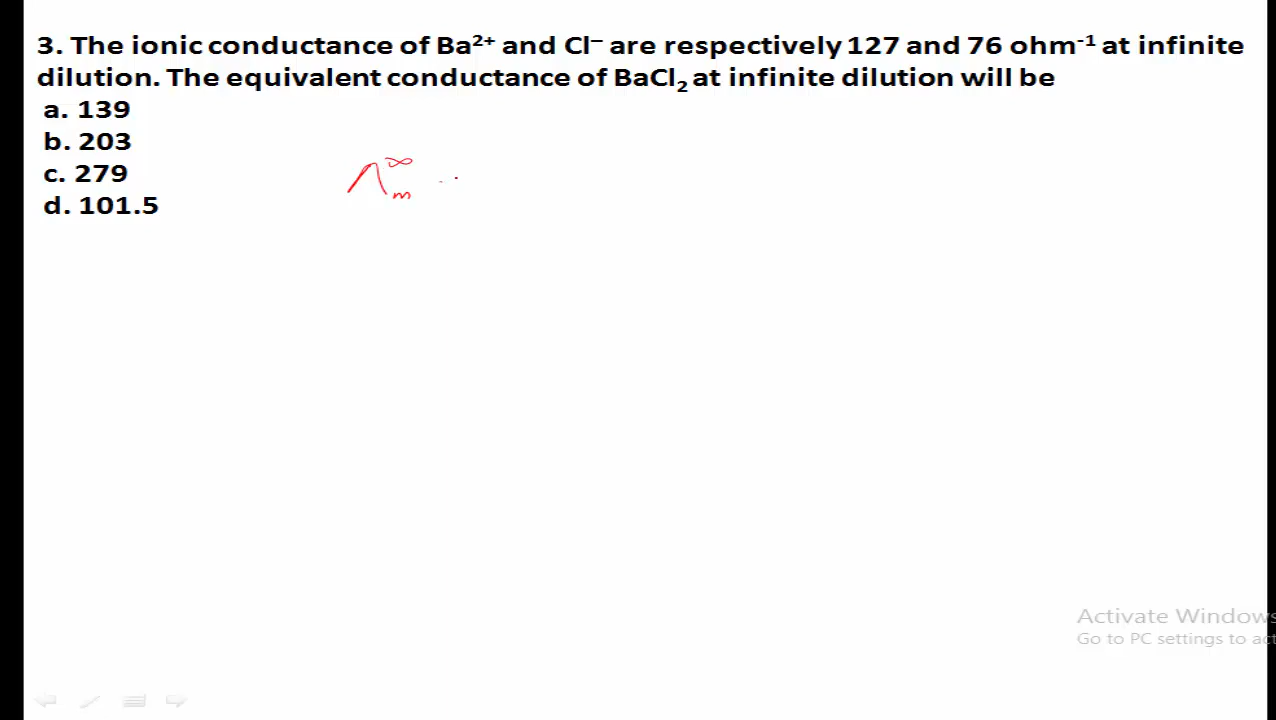 3. The ionic conductance of Ba²⁺ and Cl⁻ are respectively 127 and 76 ohm⁻¹ at infinite
dilution. The equivalent conductance of BaCl₂ at infinite dilution will be
a. 139
b. 203
c. 279
d. 101.5
Λ∞m
Activate Windows
Go to PC settings to act